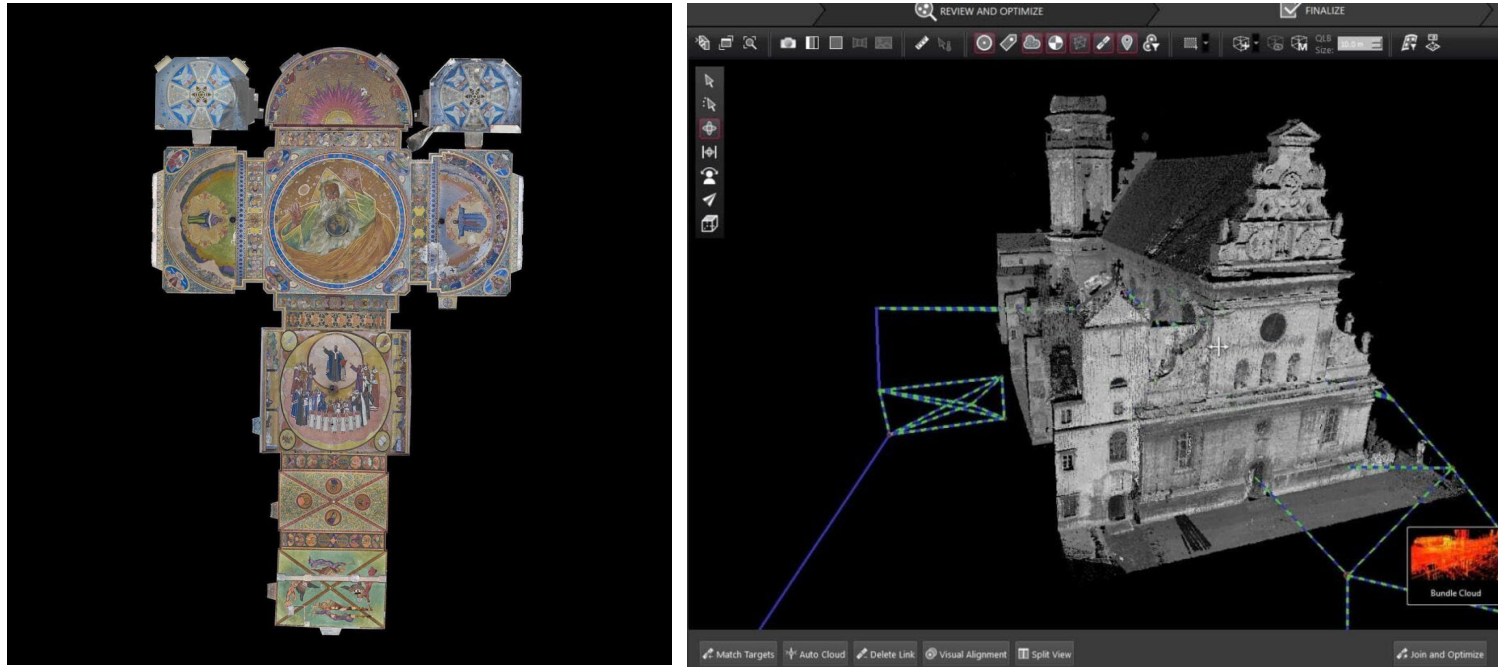 REVIEW AND OPTIMIZE
FINALIZE
QLB
Size:
Bundle Cloud
Match Targets
Auto Cloud
Delete Link
Visual Alignment
Split View
Join and Optimize